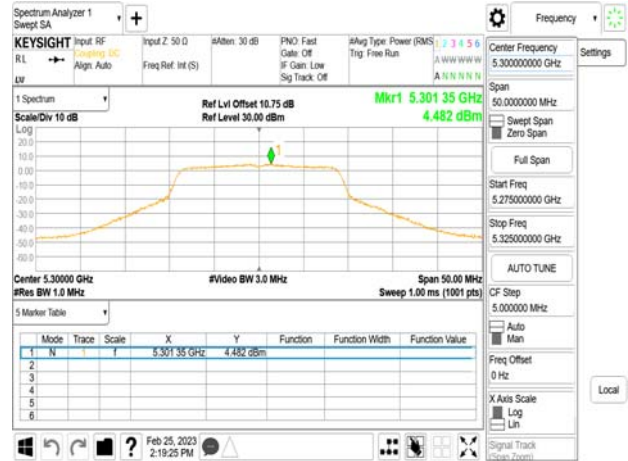 Spectrum Analyzer 1
Swept SA
+
Frequency
KEYSIGHT
Input: RF
Input Z: 50 Ω
#Atten: 30 dB
PNO: Fast
#Avg Type: Power (RMS
1 2 3 4 5 6
RL
Coupling: DC
Gate: Off
Trig: Free Run
A W W W W W
Align: Auto
Freq Ref: Int (S)
IF Gain: Low
Sig Track: Off
A N N N N N
Center Frequency
5.300000000 GHz
Settings
1 Spectrum
Ref Lvl Offset 10.75 dB
Mkr1 5.301 35 GHz
Scale/Div 10 dB
Ref Level 30.00 dBm
4.482 dBm
Log
20.0
10.0
0.00
-10.0
-20.0
-30.0
-40.0
-50.0
-60.0
1
Center 5.30000 GHz
#Video BW 3.0 MHz
Span 50.00 MHz
#Res BW 1.0 MHz
Sweep 1.00 ms (1001 pts)
Span
50.0000000 MHz
Swept Span
Zero Span
Full Span
Start Freq
5.275000000 GHz
Stop Freq
5.325000000 GHz
AUTO TUNE
CF Step
5.000000 MHz
Auto
Man
Freq Offset
0 Hz
X Axis Scale
Log
Lin
Signal Track
(Span Zoom)
Local
5 Marker Table
Mode Trace Scale X Y Function Function Width Function Value
1 N 1 f 5.301 35 GHz 4.482 dBm
2
3
4
5
6
?
Feb 25, 2023
2:19:25 PM